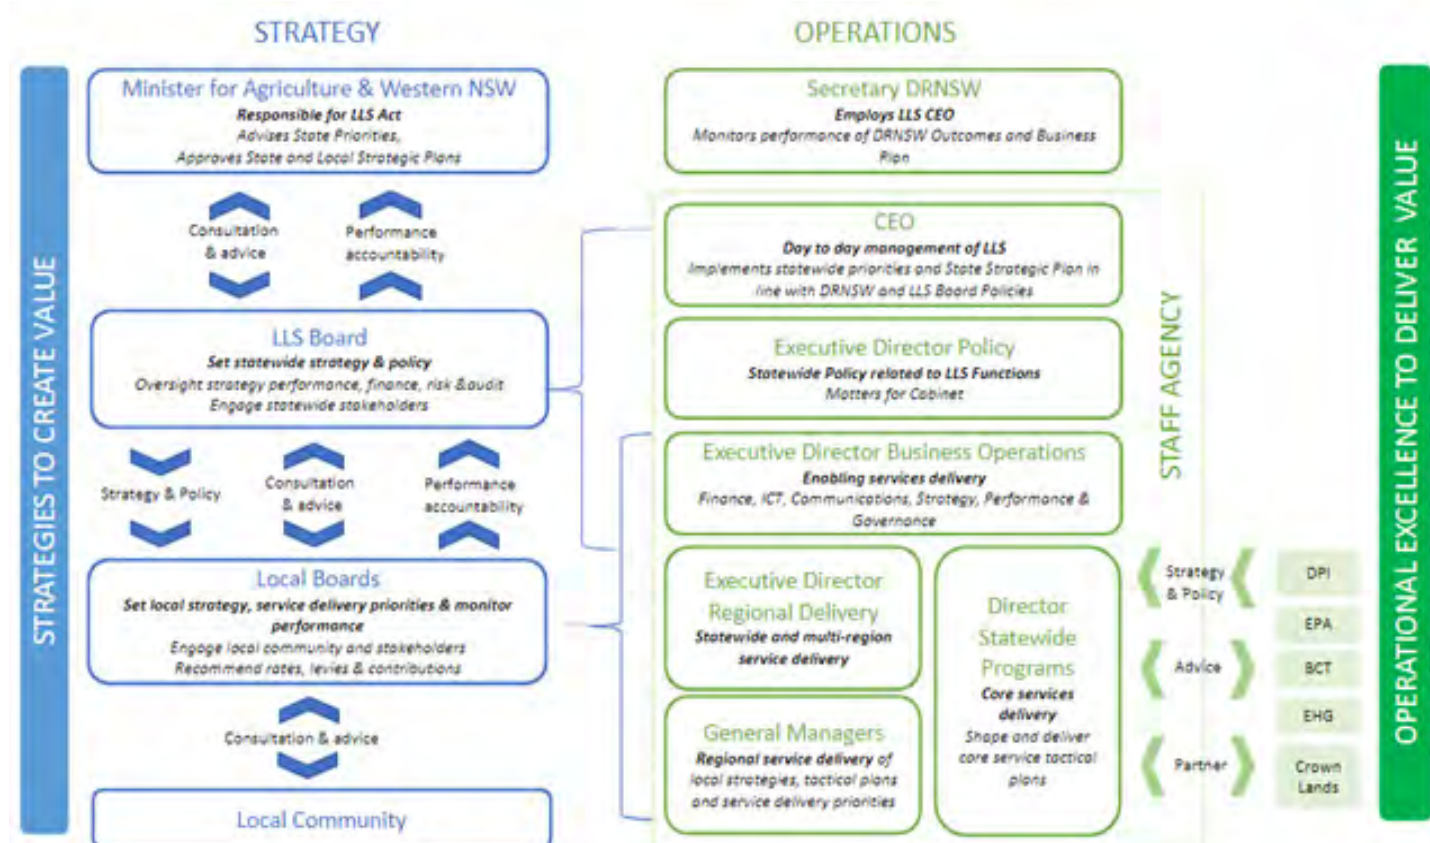 STRATEGY
OPERATIONS
STRATEGIES TO CREATE VALUE
Minister for Agriculture & Western NSW
Responsible for LLS Act
Advises State Priorities,
Approves State and Local Strategic Plans
Consultation
& advice
Performance
accountability
LLS Board
Set statewide strategy & policy
Oversight strategy performance, finance, risk &audit
Engage statewide stakeholders
Strategy & Policy
Consultation
& advice
Performance
accountability
Local Boards
Set local strategy, service delivery priorities & monitor
performance
Engage local community and stakeholders
Recommend rates, levies & contributions
Consultation & advice
Local Community
Secretary DRNSW
Employs LLS CEO
Monitors performance of DRNSW Outcomes and Business
Plan
CEO
Day to day management of LLS
Implements statewide priorities and State Strategic Plan in
line with DRNSW and LLS Board Policies
Executive Director Policy
Statewide Policy related to LLS Functions
Matters for Cabinet
Executive Director Business Operations
Enabling services delivery
Finance, ICT, Communications, Strategy, Performance &
Governance
Executive Director
Regional Delivery
Statewide and multi-region
service delivery
General Managers
Regional service delivery of
local strategies, tactical plans
and service delivery priorities
Director
Statewide
Programs
Core services
delivery
Shape and deliver
core service tactical
plans
STAFF AGENCY
Strategy
& Policy
Advice
Partner
DPI
EPA
BCT
EHG
Crown
Lands
OPERATIONAL EXCELLENCE TO DELIVER VALUE